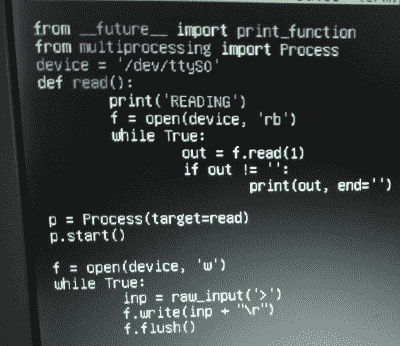 from __future__ import print_function
from multiprocessing import Process
device = '/dev/ttyS0'
def read():
        print('READING')
        f = open(device, 'rb')
        while True:
                out = f.read(1)
                if out != '':
                        print(out, end='')

p = Process(target=read)
p.start()

f = open(device, 'w')
while True:
        inp = raw_input('>')
        f.write(inp + "\r")
        f.flush()